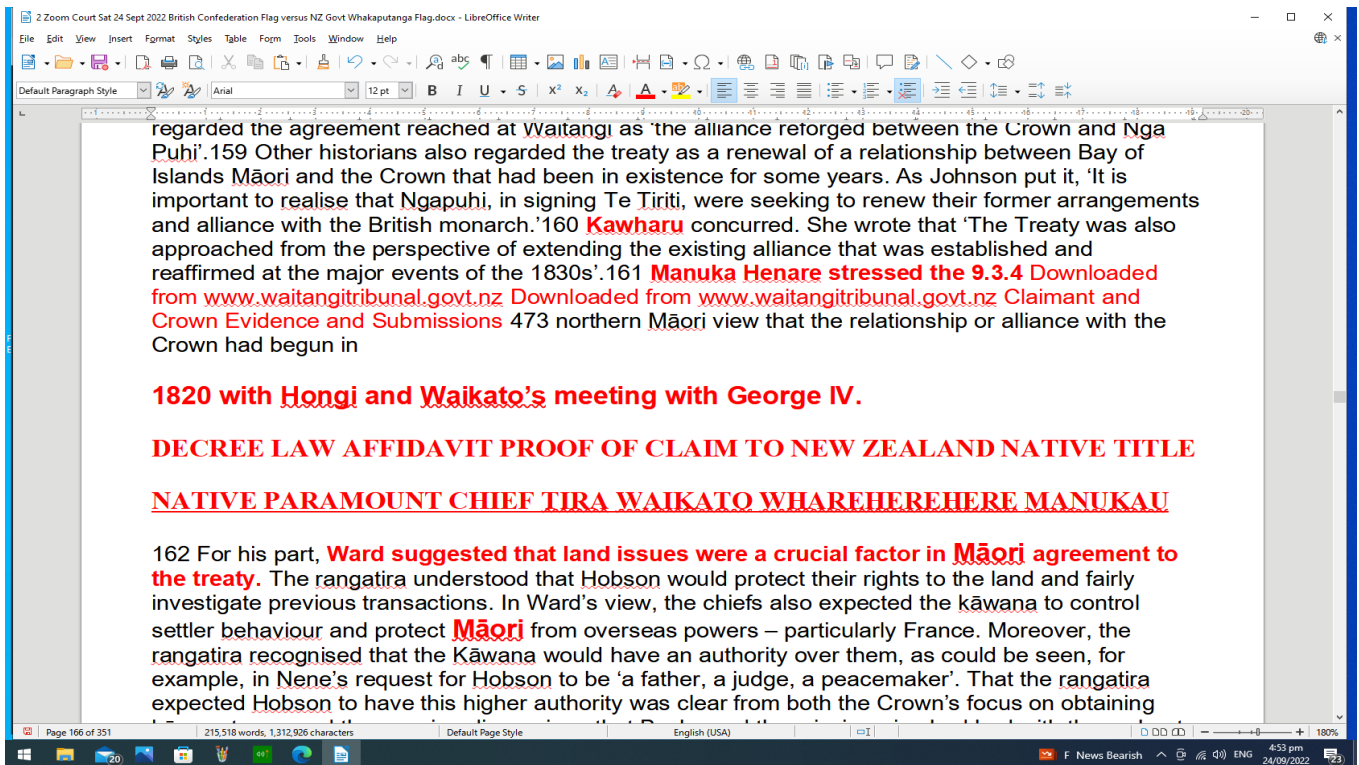 2 Zoom Court Sat 24 Sept 2022 British Confederation Flag versus NZ Govt Whakaputanga Flag.docx - LibreOffice Writer
File Edit View Insert Format Styles Table Form Tools Window Help
Default Paragraph Style Arial 12 pt
regarded the agreement reached at Waitangi as ‘the alliance reforged between the Crown and Nga
Puhi’.159 Other historians also regarded the treaty as a renewal of a relationship between Bay of
Islands Māori and the Crown that had been in existence for some years. As Johnson put it, ‘It is
important to realise that Ngapuhi, in signing Te Tiriti, were seeking to renew their former arrangements
and alliance with the British monarch.’160 Kawharu concurred. She wrote that ‘The Treaty was also
approached from the perspective of extending the existing alliance that was established and
reaffirmed at the major events of the 1830s’.161 Manuka Henare stressed the 9.3.4 Downloaded
from www.waitangitribunal.govt.nz Downloaded from www.waitangitribunal.govt.nz Claimant and
Crown Evidence and Submissions 473 northern Māori view that the relationship or alliance with the
Crown had begun in
1820 with Hongi and Waikato’s meeting with George IV.
DECREE LAW AFFIDAVIT PROOF OF CLAIM TO NEW ZEALAND NATIVE TITLE
NATIVE PARAMOUNT CHIEF TIRA WAIKATO WHAREHEREHERE MANUKAU
162 For his part, Ward suggested that land issues were a crucial factor in Māori agreement to
the treaty. The rangatira understood that Hobson would protect their rights to the land and fairly
investigate previous transactions. In Ward’s view, the chiefs also expected the kāwana to control
settler behaviour and protect Māori from overseas powers – particularly France. Moreover, the
rangatira recognised that the Kāwana would have an authority over them, as could be seen, for
example, in Nene’s request for Hobson to be ‘a father, a judge, a peacemaker’. That the rangatira
expected Hobson to have this higher authority was clear from both the Crown’s focus on obtaining
Page 166 of 351 215,518 words, 1,312,926 characters Default Page Style English (USA) 180%
20 F News Bearish ENG 4:53 pm
24/09/2022 23